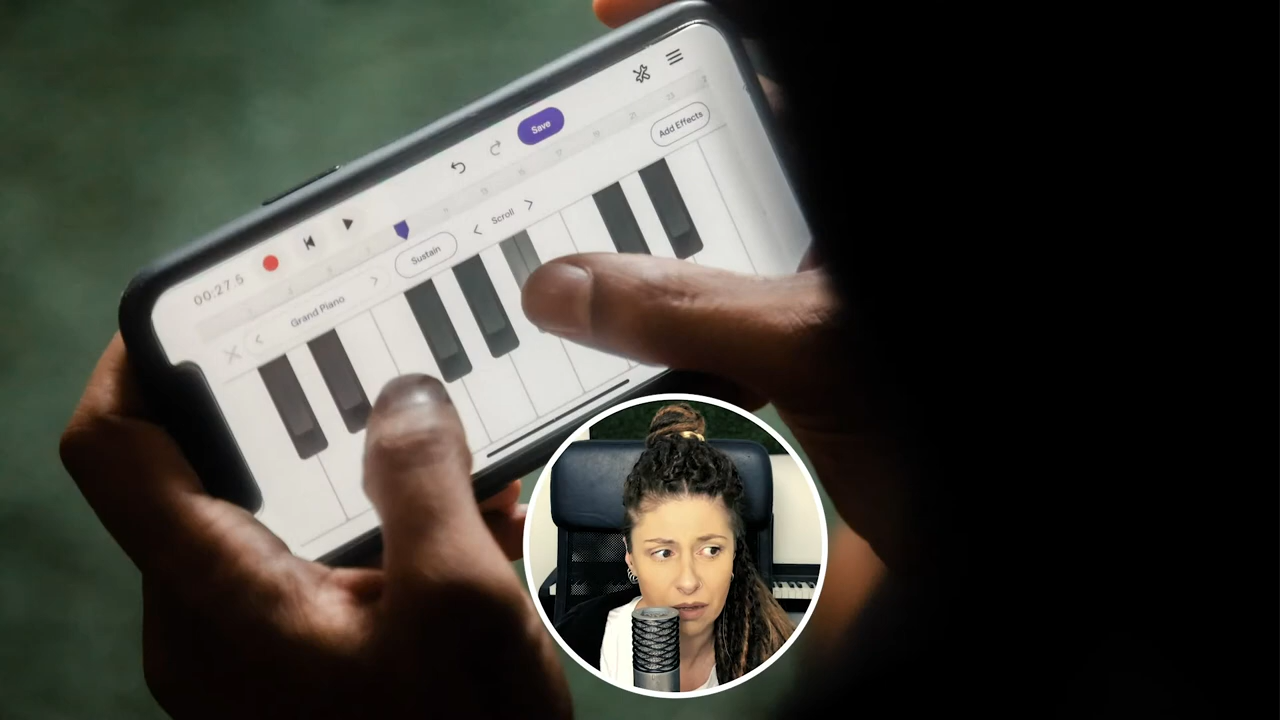 Save
Add Effects
Scroll
Sustain
00:27.5
Grand Piano